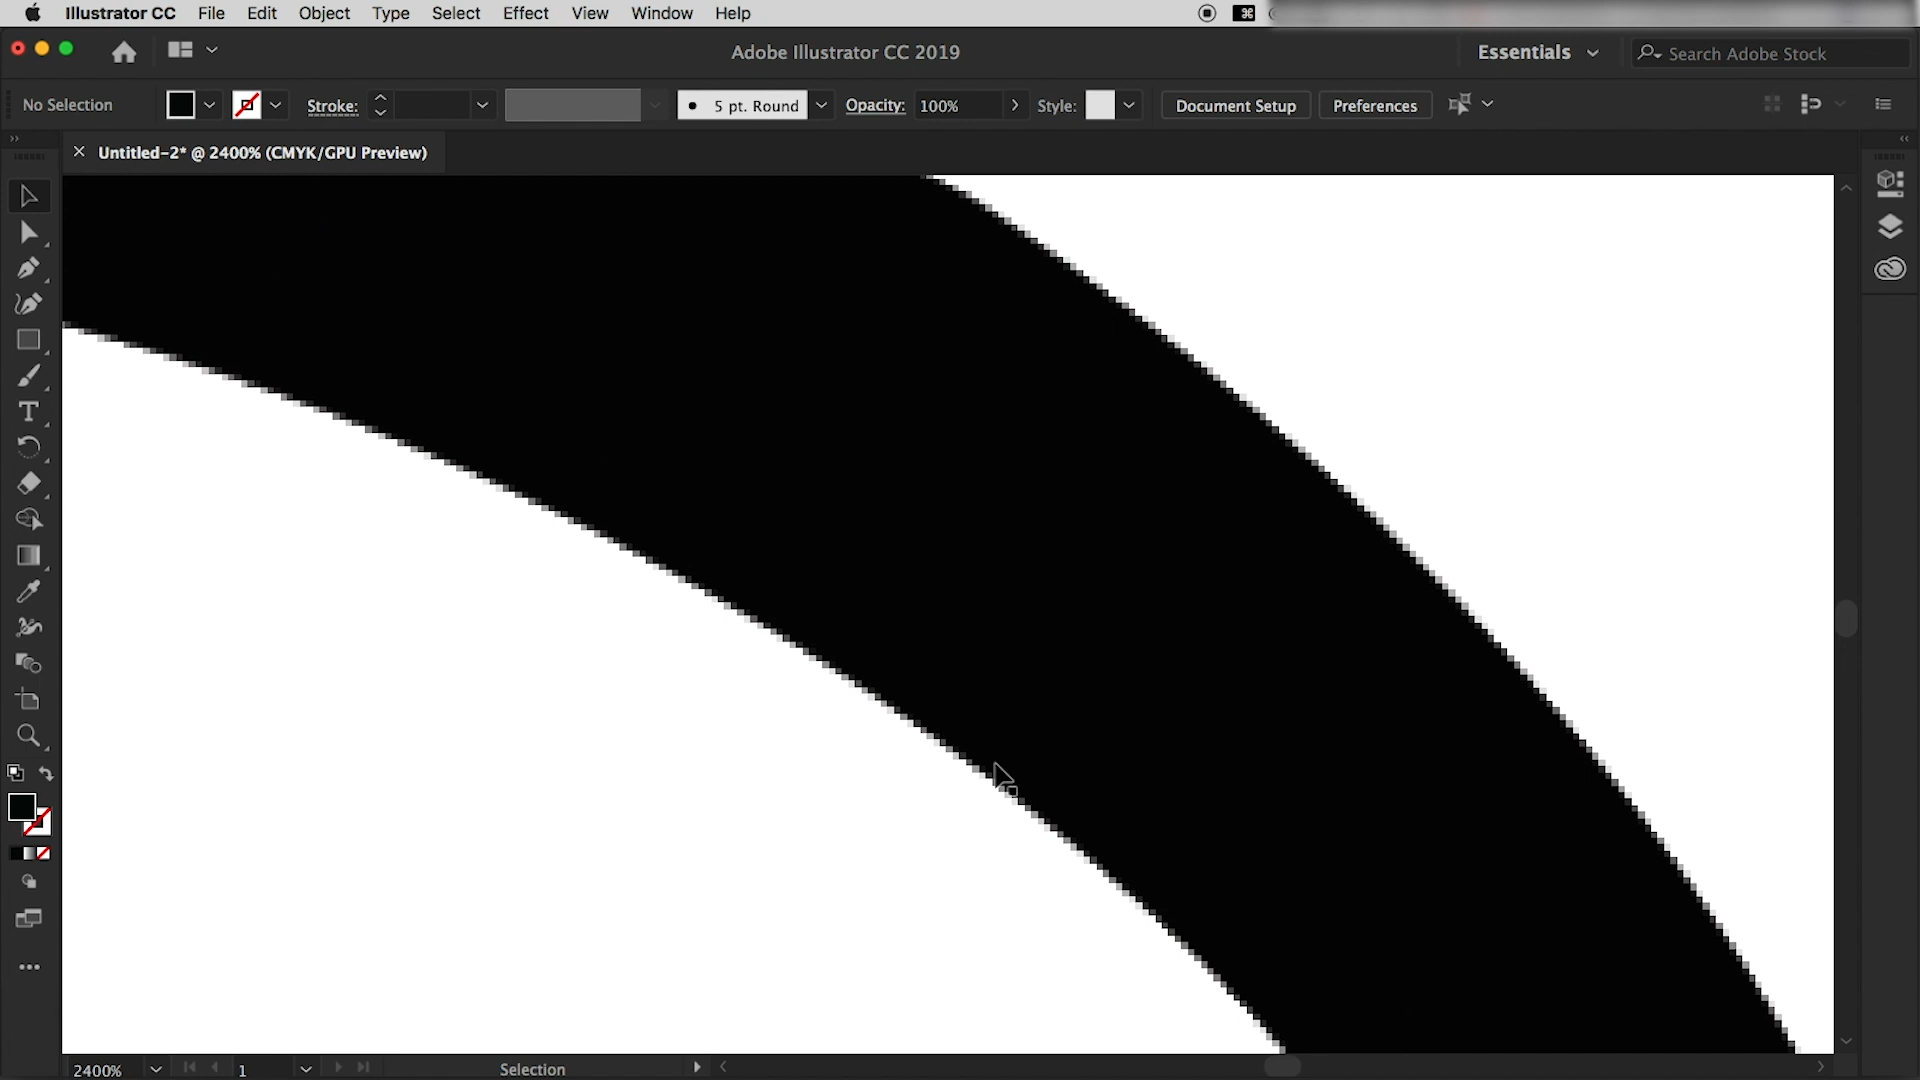 Illustrator CC File Edit Object Type Select Effect View Window Help
Adobe Illustrator CC 2019
Essentials
Search Adobe Stock
No Selection Stroke: 5 pt. Round Opacity: 100% Style: Document Setup Preferences
Untitled-2* @ 2400% (CMYK/GPU Preview)
2400% 1 Selection